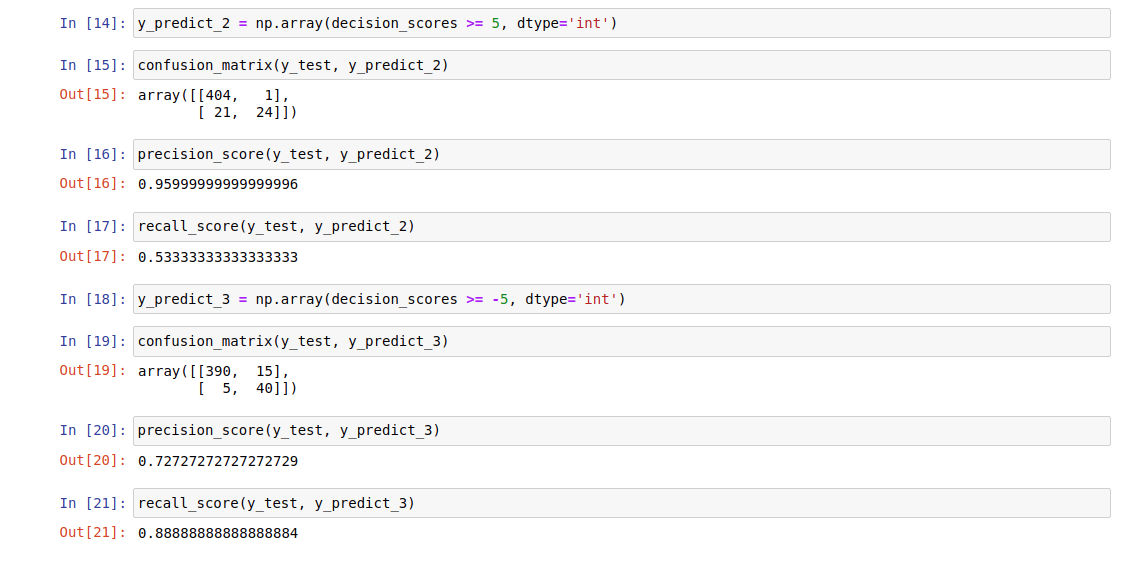 In [14]: y_predict_2 = np.array(decision_scores >= 5, dtype='int')
In [15]: confusion_matrix(y_test, y_predict_2)
Out[15]: array([[404,   1],
       [ 21,  24]])
In [16]: precision_score(y_test, y_predict_2)
Out[16]: 0.95999999999999996
In [17]: recall_score(y_test, y_predict_2)
Out[17]: 0.53333333333333333
In [18]: y_predict_3 = np.array(decision_scores >= -5, dtype='int')
In [19]: confusion_matrix(y_test, y_predict_3)
Out[19]: array([[390,  15],
       [  5,  40]])
In [20]: precision_score(y_test, y_predict_3)
Out[20]: 0.72727272727272729
In [21]: recall_score(y_test, y_predict_3)
Out[21]: 0.88888888888888884